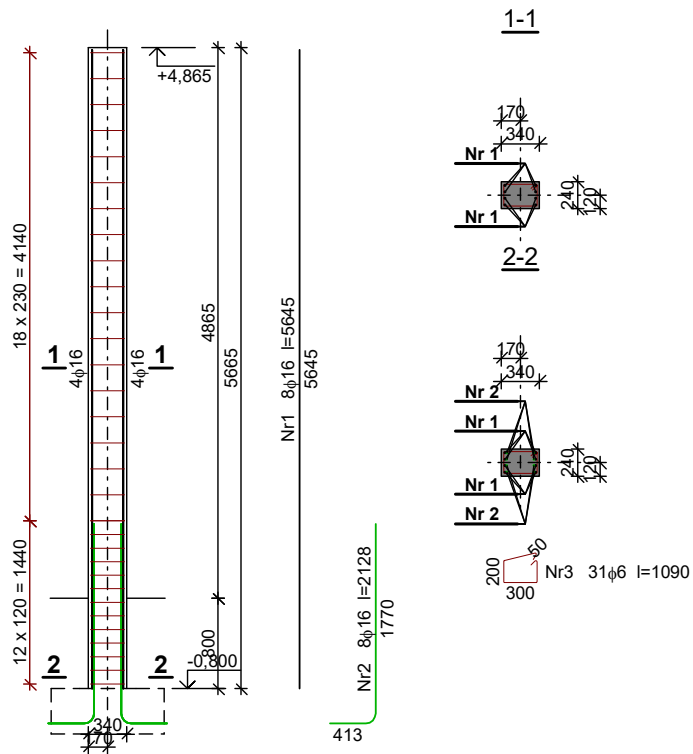 1-1
+4,865
170
340
Nr 1
Nr 1
240
120
2-2
18 x 230 = 4140
1
4ϕ16
4ϕ16
1
4865
5665
Nr1 8ϕ16 l=5645
5645
170
340
Nr 2
Nr 1
Nr 1
Nr 2
240
120
12 x 120 = 1440
Nr2 8ϕ16 l=2128
1770
50
200
300
Nr3 31ϕ6 l=1090
2
2
-0,800
800
340
170
413